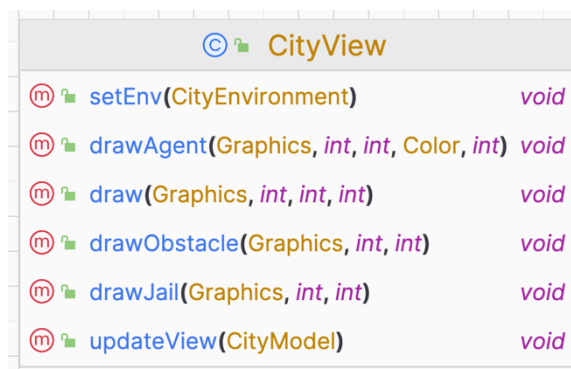 © CityView
m setEnv(CityEnvironment) void
m drawAgent(Graphics, int, int, Color, int) void
m draw(Graphics, int, int, int) void
m drawObstacle(Graphics, int, int) void
m drawJail(Graphics, int, int) void
m updateView(CityModel) void